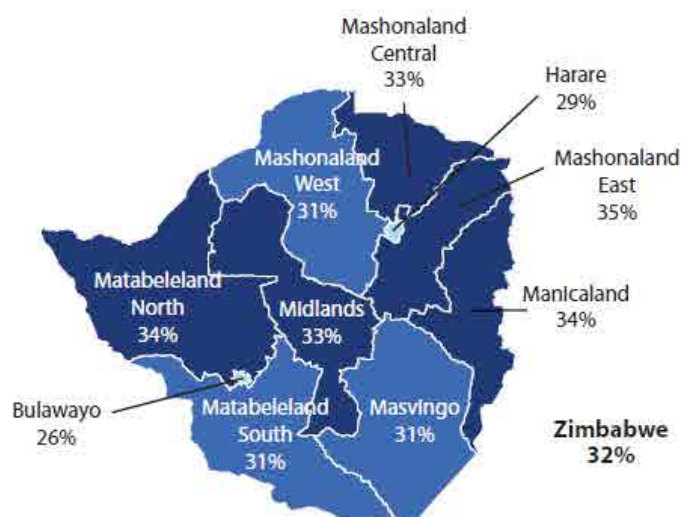 Mashonaland
Central
33%
Harare
29%
Mashonaland
East
35%
Mashonaland
West
31%
Matabeleland
North
34%
Midlands
33%
Manicaland
34%
Bulawayo
26%
Matabeleland
South
31%
Masvingo
31%
Zimbabwe
32%